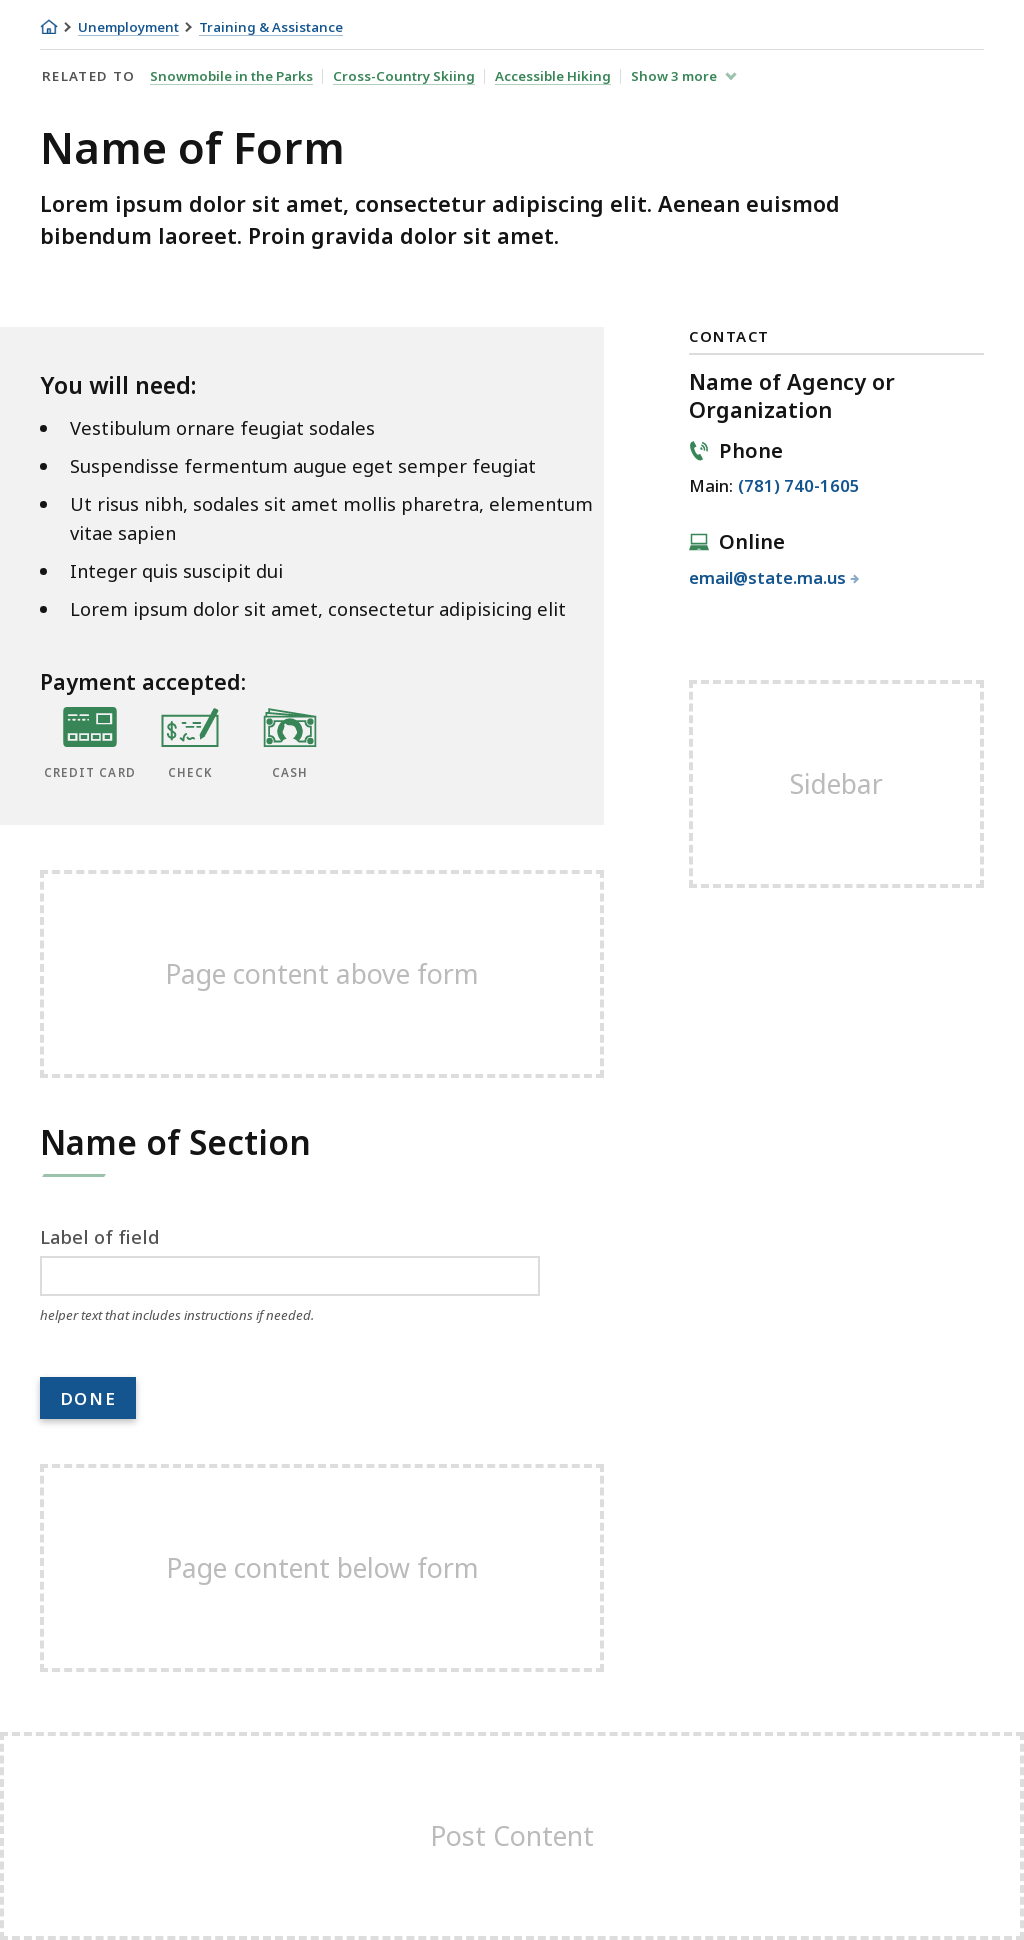 Unemployment Training & Assistance
RELATED TO Snowmobile in the Parks Cross-Country Skiing Accessible Hiking Show 3 more
Name of Form
Lorem ipsum dolor sit amet, consectetur adipiscing elit. Aenean euismod
bibendum laoreet. Proin gravida dolor sit amet.
You will need:
Vestibulum ornare feugiat sodales
Suspendisse fermentum augue eget semper feugiat
Ut risus nibh, sodales sit amet mollis pharetra, elementum
vitae sapien
Integer quis suscipit dui
Lorem ipsum dolor sit amet, consectetur adipisicing elit
Payment accepted:
CREDIT CARD CHECK CASH
CONTACT
Name of Agency or
Organization
Phone
Main: (781) 740-1605
Online
email@state.ma.us
Sidebar
Page content above form
Name of Section
Label of field
helper text that includes instructions if needed.
DONE
Page content below form
Post Content